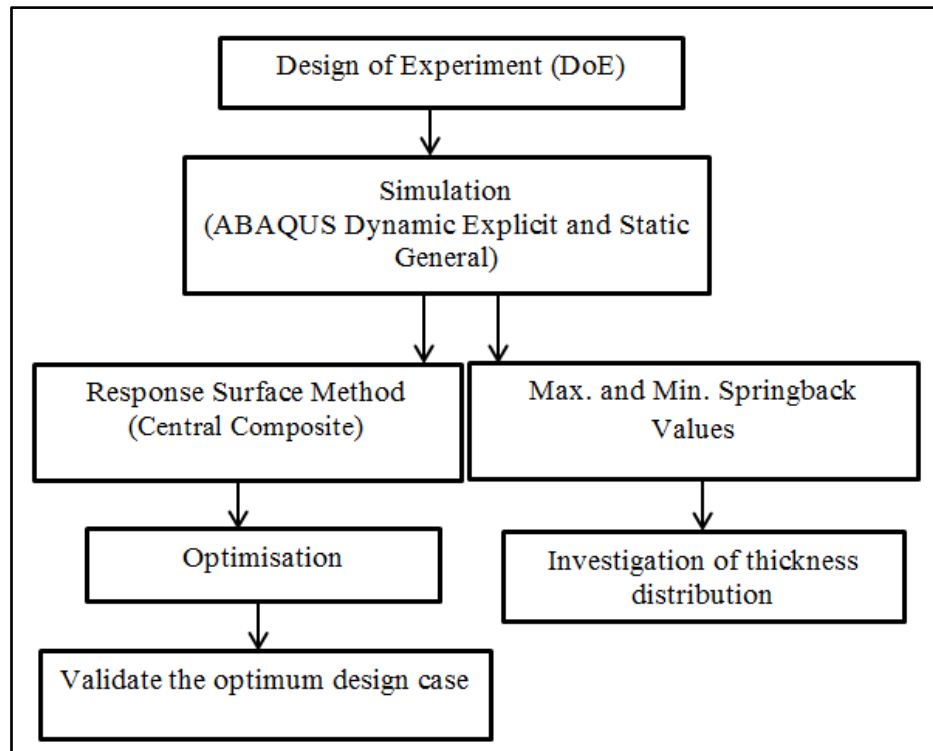 Design of Experiment (DoE)
Simulation
(ABAQUS Dynamic Explicit and Static
General)
Response Surface Method
(Central Composite)
Max. and Min. Springback
Values
Optimisation
Investigation of thickness
distribution
Validate the optimum design case